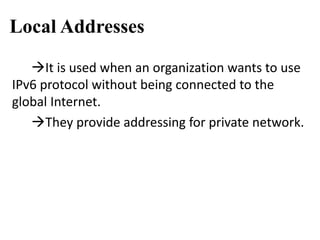 Local Addresses
→It is used when an organization wants to use
IPv6 protocol without being connected to the
global Internet.
→They provide addressing for private network.